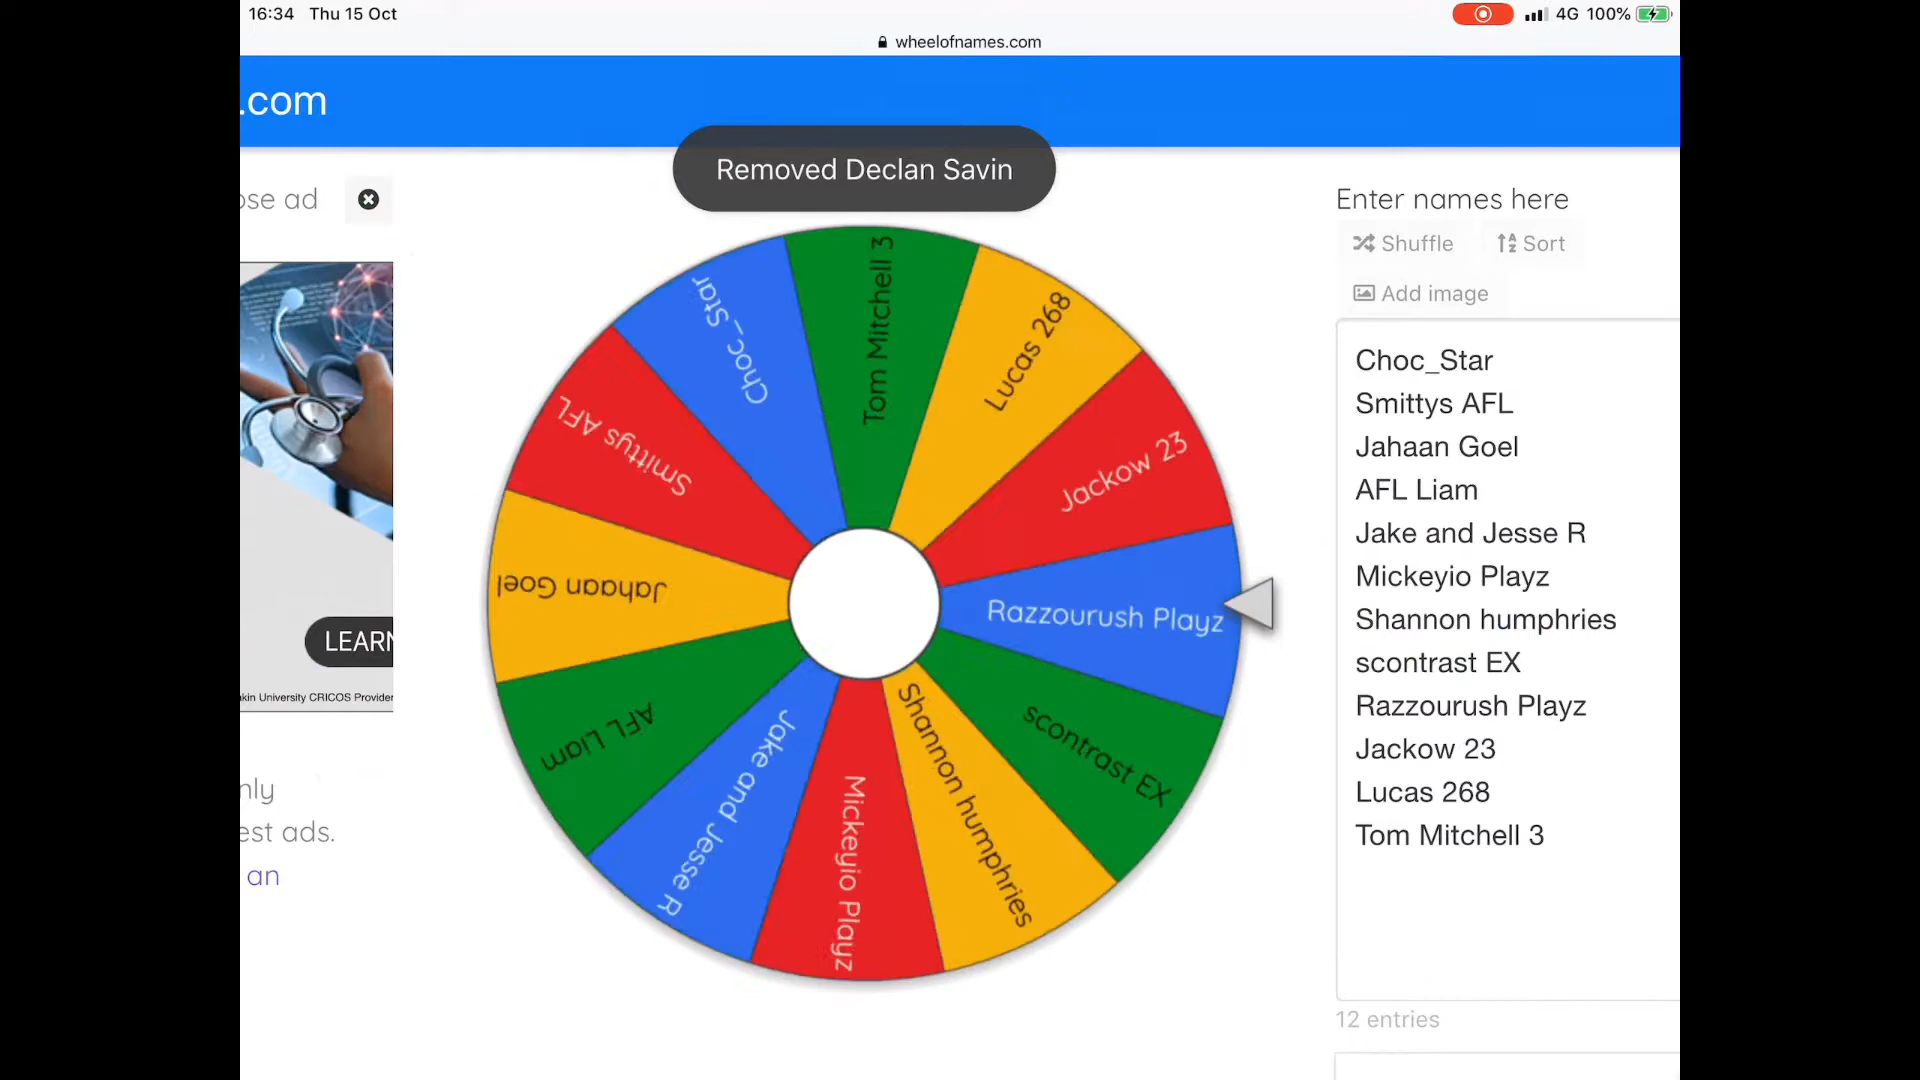 16:34 Thu 15 Oct
4G 100%
wheelofnames.com
.com
Removed Declan Savin
ose ad
Enter names here
Shuffle
Sort
Add image
Choc_Star
Tom Mitchell 3
Lucas 268
Jackow 23
Razzourush Playz
scontrast EX
Shannon humphries
Mickeyio Playz
Jake and Jesse R
AFL Liam
Jahaan Goel
Smittys AFL
Choc_Star
Smittys AFL
Jahaan Goel
AFL Liam
Jake and Jesse R
Mickeyio Playz
Shannon humphries
scontrast EX
Razzourush Playz
Jackow 23
Lucas 268
Tom Mitchell 3
12 entries
LEARN
akin University CRICOS Provider
nly
est ads.
an